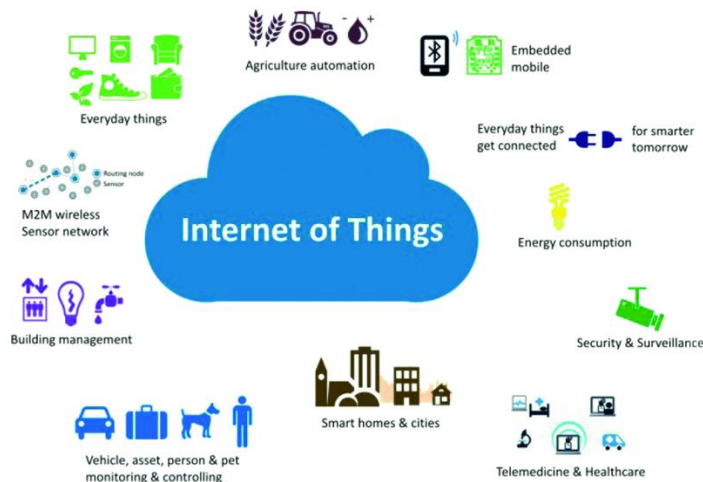 Agriculture automation
Embedded
mobile
Everyday things
Everyday things
get connected
for smarter
tomorrow
Routing node
Sensor
M2M wireless
Sensor network
Internet of Things
Energy consumption
Building management
Security & Surveillance
Smart homes & cities
Vehicle, asset, person & pet
monitoring & controlling
Telemedicine & Healthcare